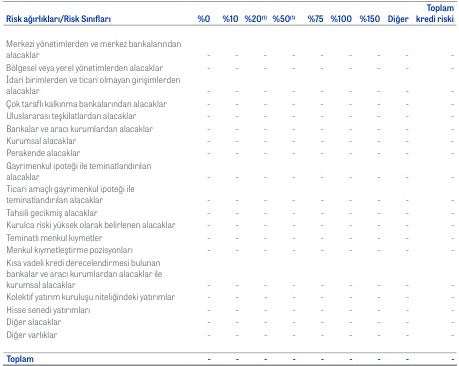 Toplam
Risk ağırlıkları/Risk Sınıfları %0 %10 %20⁽¹⁾ %50⁽¹⁾ %75 %100 %150 Diğer kredi riski
Merkezi yönetimlerden ve merkez bankalarından
alacaklar - - - - - - - - -
Bölgesel veya yerel yönetimlerden alacaklar - - - - - - - - -
İdari birimlerden ve ticari olmayan girişimlerden
alacaklar - - - - - - - - -
Çok taraflı kalkınma bankalarından alacaklar - - - - - - - - -
Uluslararası teşkilatlardan alacaklar - - - - - - - - -
Bankalar ve aracı kurumlardan alacaklar - - - - - - - - -
Kurumsal alacaklar - - - - - - - - -
Perakende alacaklar - - - - - - - - -
Gayrimenkul ipoteği ile teminatlandırılan
alacaklar - - - - - - - - -
Ticari amaçlı gayrimenkul ipoteği ile
teminatlandırılan alacaklar - - - - - - - - -
Tahsili gecikmiş alacaklar - - - - - - - - -
Kurulca riski yüksek olarak belirlenen alacaklar - - - - - - - - -
Teminatlı menkul kıymetler - - - - - - - - -
Menkul kıymetleştirme pozisyonları - - - - - - - - -
Kısa vadeli kredi derecelendirmesi bulunan
bankalar ve aracı kurumlardan alacaklar ile
kurumsal alacaklar - - - - - - - - -
Kolektif yatırım kuruluşu niteliğindeki yatırımlar - - - - - - - - -
Hisse senedi yatırımları - - - - - - - - -
Diğer alacaklar - - - - - - - - -
Diğer varlıklar - - - - - - - - -
Toplam - - - - - - - - -